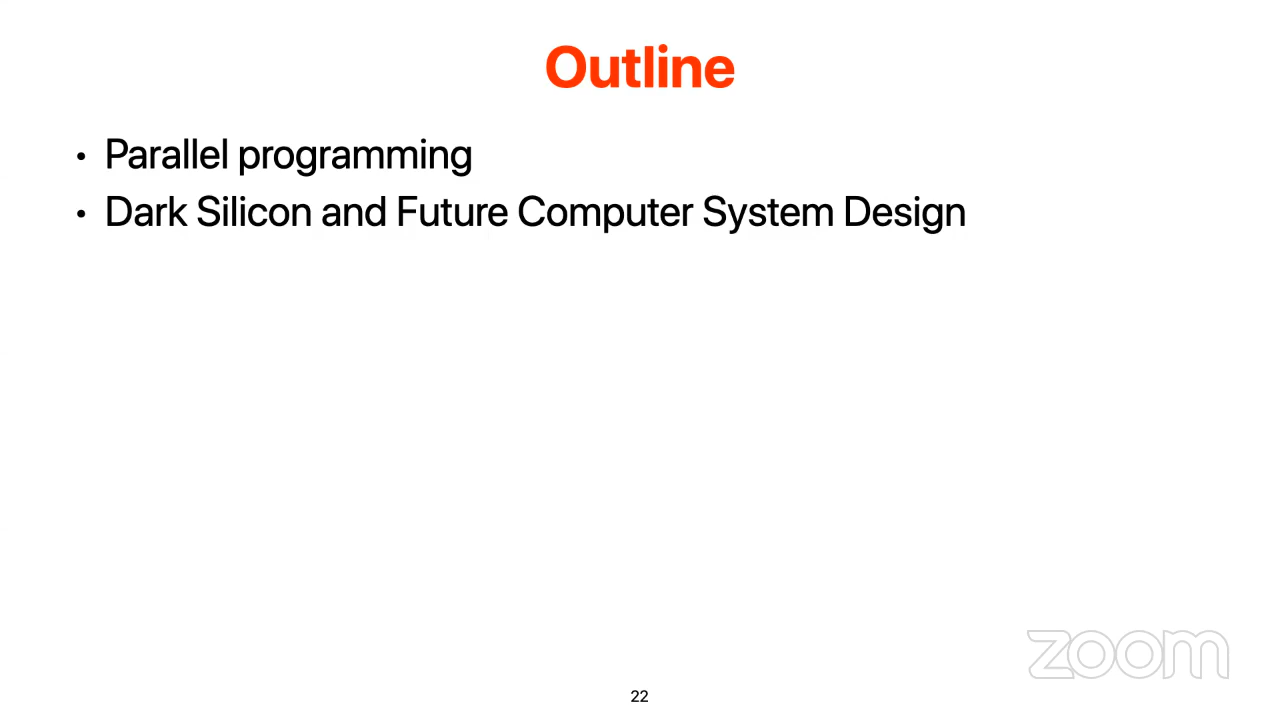 Outline
• Parallel programming
• Dark Silicon and Future Computer System Design
zoom
22